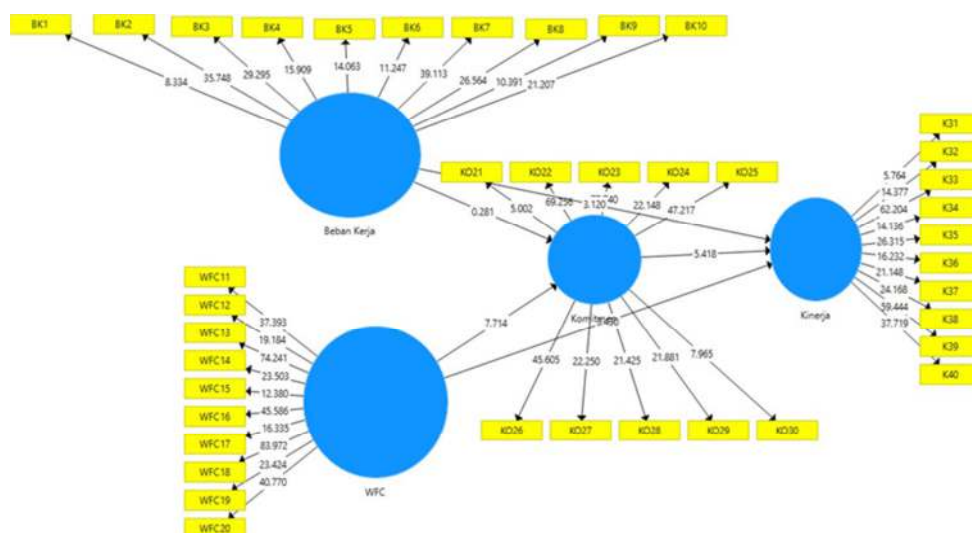 BK1
BK2
BK3
BK4
BK5
BK6
BK7
BK8
BK9
BK10
8.334
35.748
29.295
15.909
14.063
11.247
39.113
26.564
10.391
21.207
Beban Kerja
KO21
KO22
KO23
KO24
KO25
5.002
69.256
22.148
47.217
0.281
3.120
K31
K32
K33
K34
K35
K36
K37
K38
K39
K40
5.764
14.377
62.204
14.136
26.315
16.232
21.148
24.168
59.444
37.719
Kinerja
5.418
7.714
WFC11
WFC12
WFC13
WFC14
WFC15
WFC16
WFC17
WFC18
WFC19
WFC20
37.393
19.184
74.241
23.503
12.380
45.586
16.335
83.972
23.424
40.770
WFC
45.605
22.250
21.425
21.881
7.965
KO26
KO27
KO28
KO29
KO30